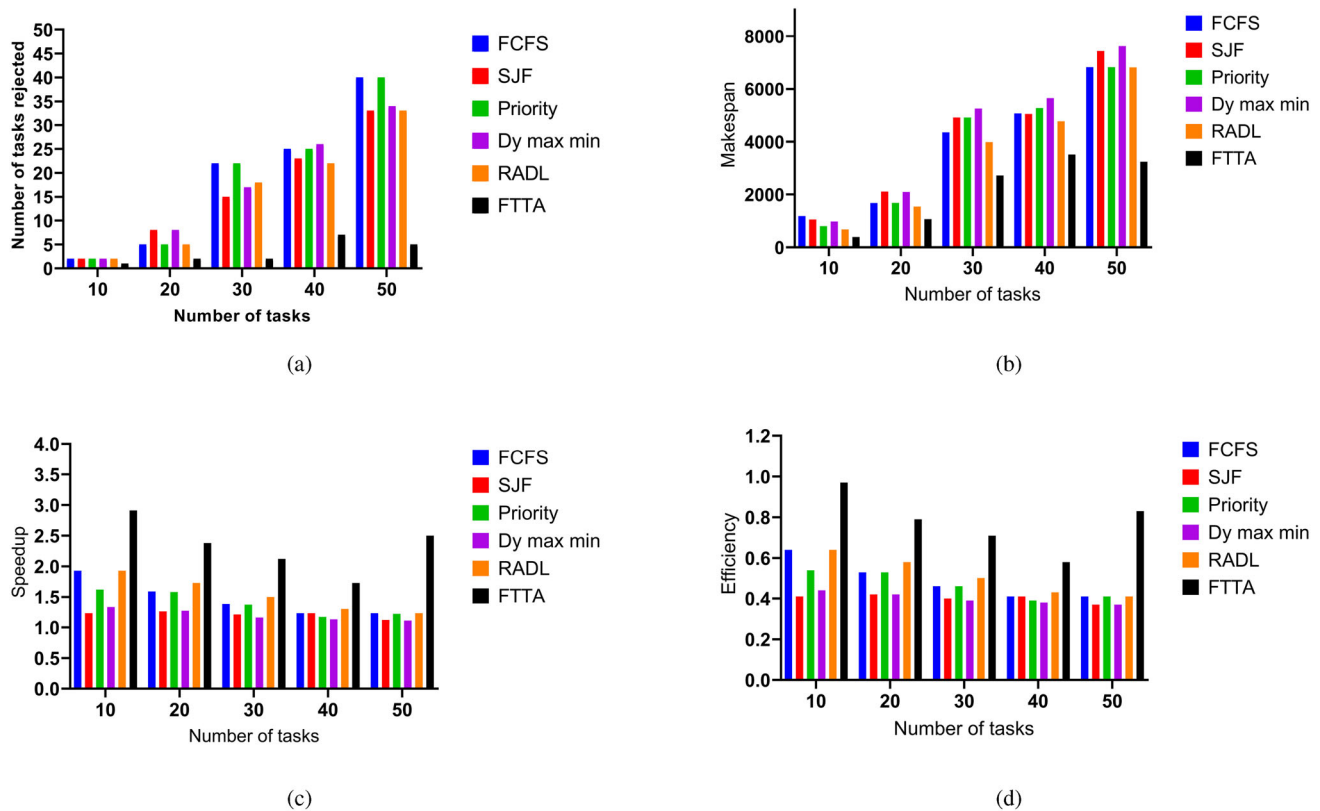 50
45
40
35
30
25
20
15
10
5
0
Number of tasks rejected
10 20 30 40 50
Number of tasks
FCFS
SJF
Priority
Dy max min
RADL
FTTA
(a)
8000
6000
4000
2000
0
Makespan
10 20 30 40 50
Number of tasks
FCFS
SJF
Priority
Dy max min
RADL
FTTA
(b)
4.0
3.5
3.0
2.5
2.0
1.5
1.0
0.5
0.0
Speedup
10 20 30 40 50
Number of tasks
FCFS
SJF
Priority
Dy max min
RADL
FTTA
(c)
1.2
1.0
0.8
0.6
0.4
0.2
0.0
Efficiency
10 20 30 40 50
Number of tasks
FCFS
SJF
Priority
Dy max min
RADL
FTTA
(d)